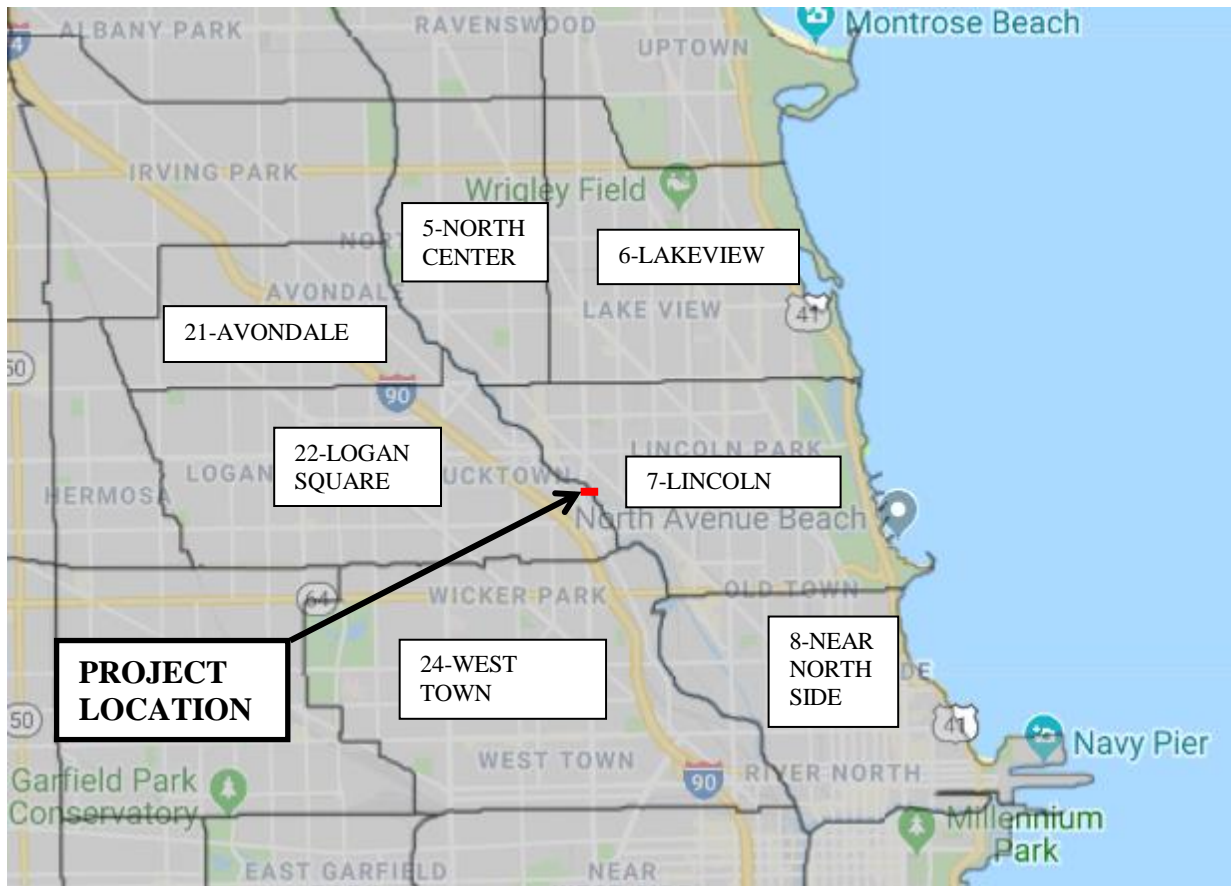 Montrose Beach
ALBANY PARK
RAVENSWOOD
UPTOWN
IRVING PARK
Wrigley Field
5-NORTH
CENTER
6-LAKEVIEW
AVONDALE
LAKE VIEW
41
21-AVONDALE
50
90
22-LOGAN
SQUARE
LINCOLN PARK
7-LINCOLN
HERMOSA
North Avenue Beach
64
WICKER PARK
OLD TOWN
PROJECT
LOCATION
24-WEST
TOWN
8-NEAR
NORTH
SIDE
50
41
WEST TOWN
Navy Pier
90
RIVER NORTH
Garfield Park
Conservatory
Millennium
Park
EAST GARFIELD
NEAR